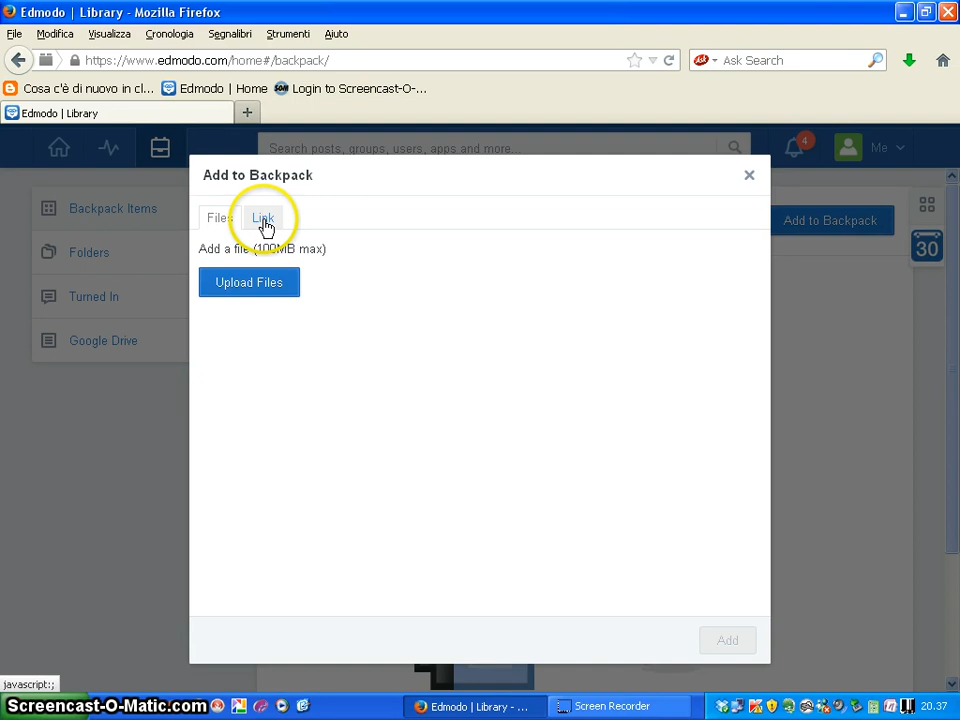 Edmodo | Library - Mozilla Firefox
File Modifica Visualizza Cronologia Segnalibri Strumenti Aiuto
https://www.edmodo.com/home#/backpack/
Ask Search
Cosa c'è di nuovo in cl... Edmodo | Home Login to Screencast-O-...
Edmodo | Library
Search posts, groups, users, apps and more...
4
Me
Add to Backpack
Files Link
Backpack Items
Add to Backpack
30
Folders
Add a file (100MB max)
Upload Files
Turned In
Google Drive
Add
javascript:;
Screencast-O-Matic.com
Edmodo | Library - ...
Screen Recorder
20.37